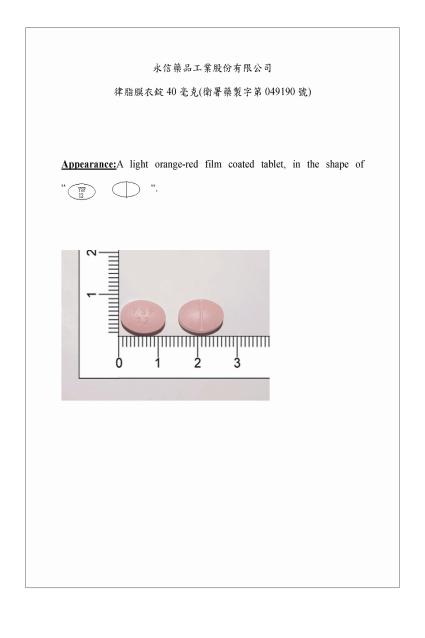 永信藥品工業股份有限公司
律脂膜衣錠 40 毫克(衛署藥製字第 049190 號)
Appearance:A light orange-red film coated tablet, in the shape of
“ ”.
2
1
0 1 2 3